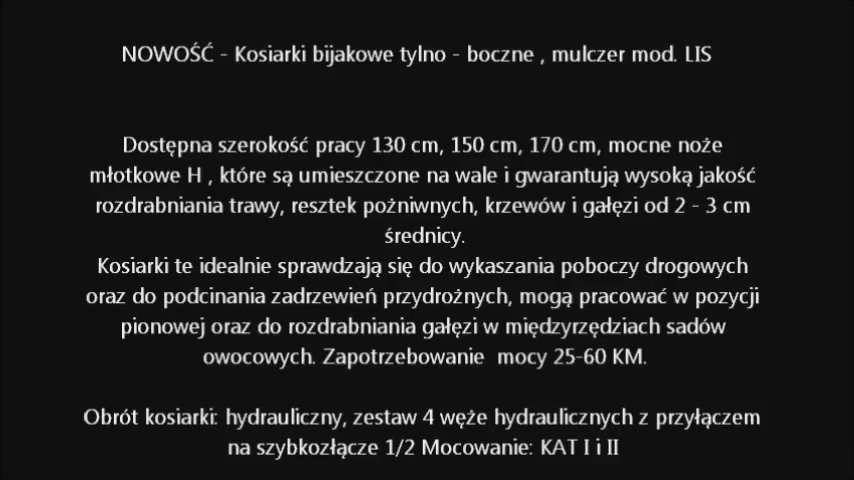 NOWOŚĆ - Kosiarki bijakowe tylno - boczne , mulczer mod. LIS
Dostępna szerokość pracy 130 cm, 150 cm, 170 cm, mocne noże
młotkowe H , które są umieszczone na wale i gwarantują wysoką jakość
rozdrabniania trawy, resztek pożniwnych, krzewów i gałęzi od 2 - 3 cm
średnicy.
Kosiarki te idealnie sprawdzają się do wykaszania poboczy drogowych
oraz do podcinania zadrzewień przydrożnych, mogą pracować w pozycji
pionowej oraz do rozdrabniania gałęzi w międzyrzędziach sadów
owocowych. Zapotrzebowanie  mocy 25-60 KM.
Obrót kosiarki: hydrauliczny, zestaw 4 węże hydraulicznych z przyłączem
na szybkozłącze 1/2 Mocowanie: KAT I i II